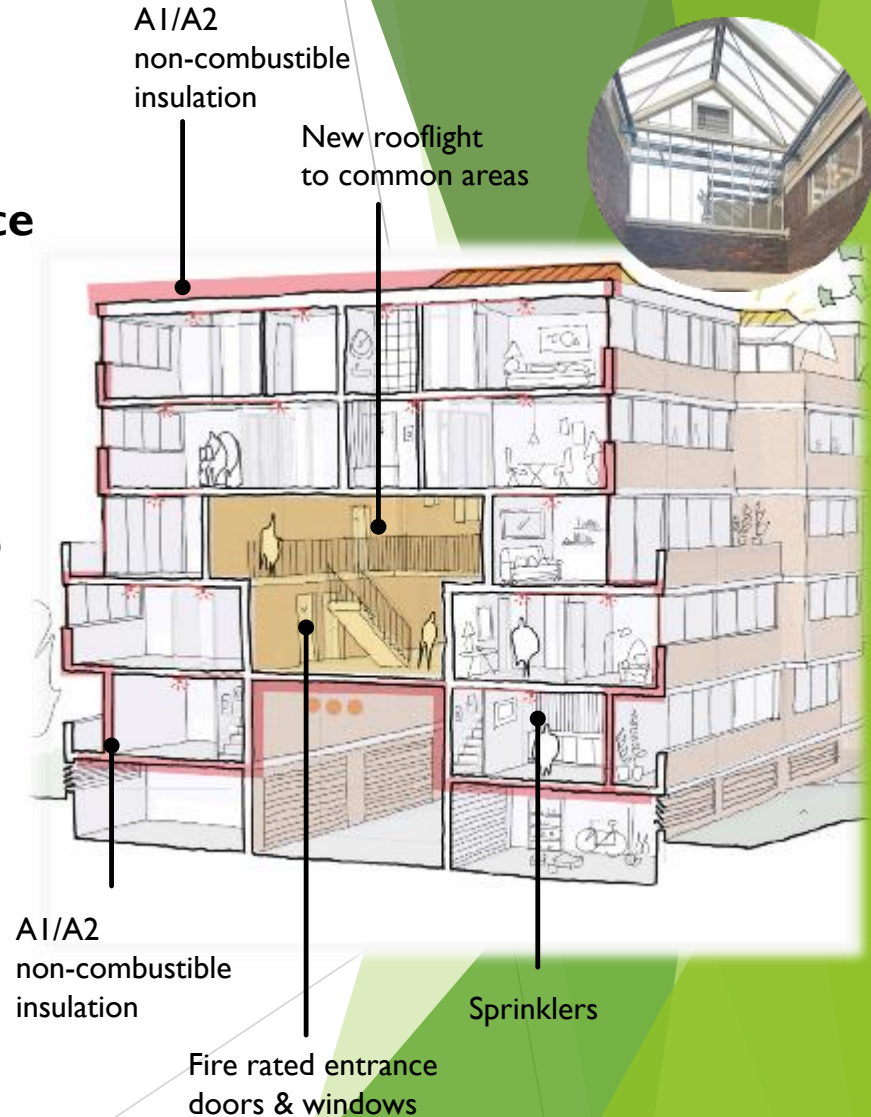 A1/A2
non-combustible
insulation
New rooflight
to common areas
ce
A1/A2
non-combustible
insulation
Sprinklers
Fire rated entrance
doors & windows